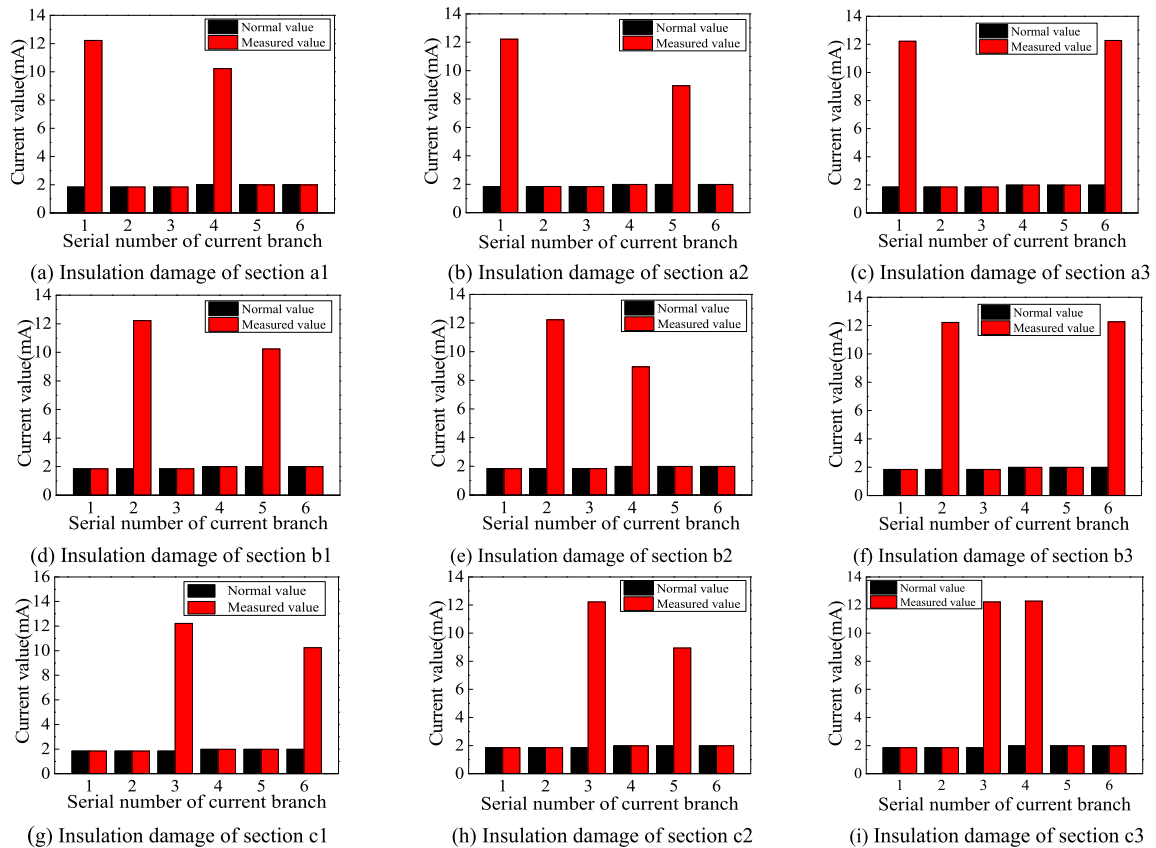 14
12
10
8
6
4
2
0
Current value(mA)
Normal value
Measured value
1 2 3 4 5 6
Serial number of current branch
(a) Insulation damage of section a1
14
12
10
8
6
4
2
0
Current value(mA)
Normal value
Measured value
1 2 3 4 5 6
Serial number of current branch
(b) Insulation damage of section a2
14
12
10
8
6
4
2
0
Current value(mA)
Normal value
Measured value
1 2 3 4 5 6
Serial number of current branch
(c) Insulation damage of section a3
14
12
10
8
6
4
2
0
Current value(mA)
Normal value
Measured value
1 2 3 4 5 6
Serial number of current branch
(d) Insulation damage of section b1
14
12
10
8
6
4
2
0
Current value(mA)
Normal value
Measured value
1 2 3 4 5 6
Serial number of current branch
(e) Insulation damage of section b2
14
12
10
8
6
4
2
0
Current value(mA)
Normal value
Measured value
1 2 3 4 5 6
Serial number of current branch
(f) Insulation damage of section b3
16
14
12
10
8
6
4
2
0
Current value(mA)
Normal value
Measured value
1 2 3 4 5 6
Serial number of current branch
(g) Insulation damage of section c1
14
12
10
8
6
4
2
0
Current value(mA)
Normal value
Measured value
1 2 3 4 5 6
Serial number of current branch
(h) Insulation damage of section c2
14
12
10
8
6
4
2
0
Current value(mA)
Normal value
Measured value
1 2 3 4 5 6
Serial number of current branch
(i) Insulation damage of section c3